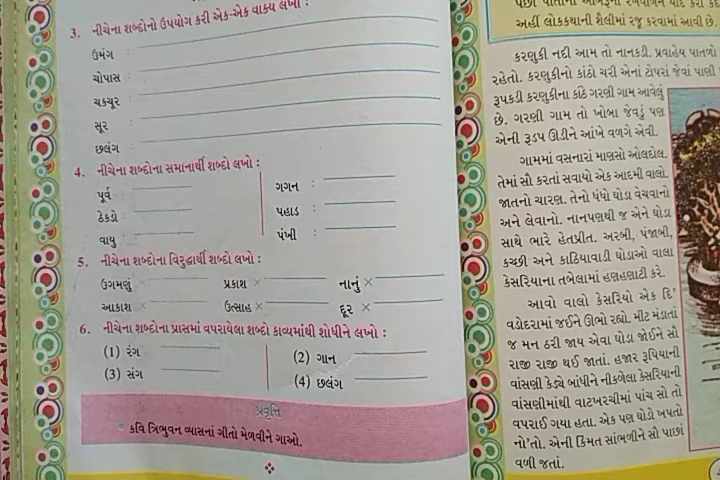 3. નીચેના શબ્દોનો ઉપયોગ કરી એક-એક વાક્ય લખો :
ઉમંગ :
ચોપાસ :
ચકચૂર :
સૂર :
છલંગ :
4. નીચેના શબ્દોના સમાનાર્થી શબ્દો લખો :
પૂર્વ : ગગન :
ઠેકડો : પહાડ :
વાયુ : પંખી :
5. નીચેના શબ્દોના વિરુદ્ધાર્થી શબ્દો લખો :
ઉગમણું × પ્રકાશ × નાનું ×
આકાશ × ઉત્સાહ × દૂર ×
6. નીચેના શબ્દોના પ્રાસમાં વપરાયેલા શબ્દો કાવ્યમાંથી શોધીને લખો :
(1) રંગ (2) ગાન
(3) સંગ (4) છલંગ
પ્રવૃત્તિ
• કવિ ત્રિભુવન વ્યાસનાં ગીતો મેળવીને ગાઓ.
અહીં લોકકથાની શૈલીમાં રજૂ કરવામાં આવી છે.
કરણુકી નદી આમ તો નાનકડી. પ્રવાહેય પાતળો
રહેતો. કરણુકીનો કાંઠો ચરી એનાં ટોપરાં જેવાં પાણી
રૂપકડી કરણુકીના કાંઠે ગરણી ગામ આવેલું
છે. ગરણી ગામ તો ખોબા જેવડું પણ
એની રૂડપ ઊડીને આંખે વળગે એવી.
ગામમાં વસનારાં માણસો ઓલદોલ.
તેમાં સૌ કરતાં સવાયો એક આદમી વાલો.
જાતનો ચારણ. તેનો ધંધો ઘોડા વેચવાનો
અને લેવાનો. નાનપણથી જ એને ઘોડા
સાથે ભારે હેતપ્રીત. અરબી, પંજાબી,
કચ્છી અને કાઠિયાવાડી ઘોડાઓ વાલા
કેસરિયાના તબેલામાં હણહણાટી કરે.
આવો વાલો કેસરિયો એક દિ'
વડોદરામાં જઈને ઊભો રહ્યો. મીટ મંડાતાં
જ મન ઠરી જાય એવા ઘોડા જોઈને સૌ
રાજી રાજી થઈ જાતાં. હજાર રૂપિયાની
વાંસણી કેડ્યે બાંધીને નીકળેલા કેસરિયાની
વાંસણીમાંથી વાટખરચીમાં પાંચ સો તો
વપરાઈ ગયા હતા. એક પણ ઘોડો ખપતો
નો'તો. એની કિંમત સાંભળીને સૌ પાછાં
વળી જતાં.